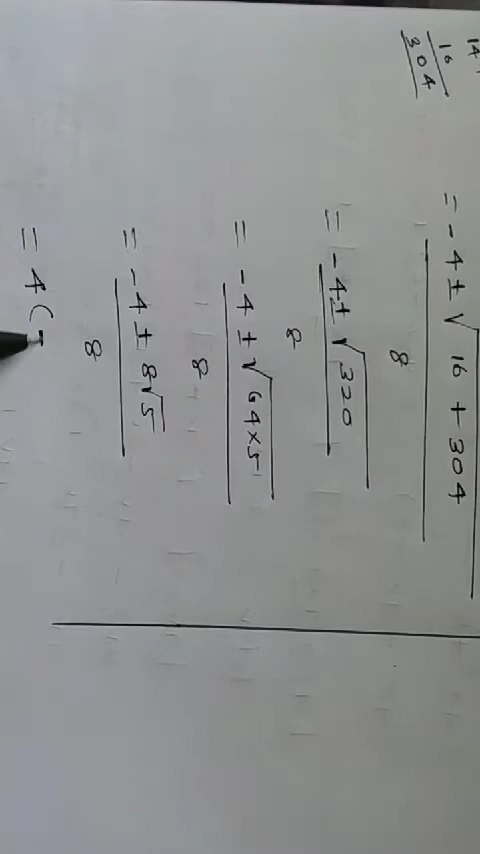 14
16
304
= -4 ± √16 + 304
8
= -4 ± √320
8
= -4 ± √64×5
8
= -4 ± 8√5
8
= 4 (-